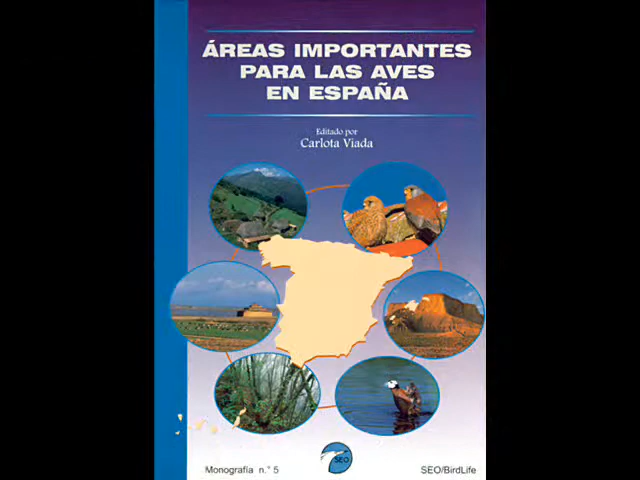 ÁREAS IMPORTANTES
PARA LAS AVES
EN ESPAÑA
Editado por
Carlota Viada
SEO
Monografía n.° 5
SEO/BirdLife